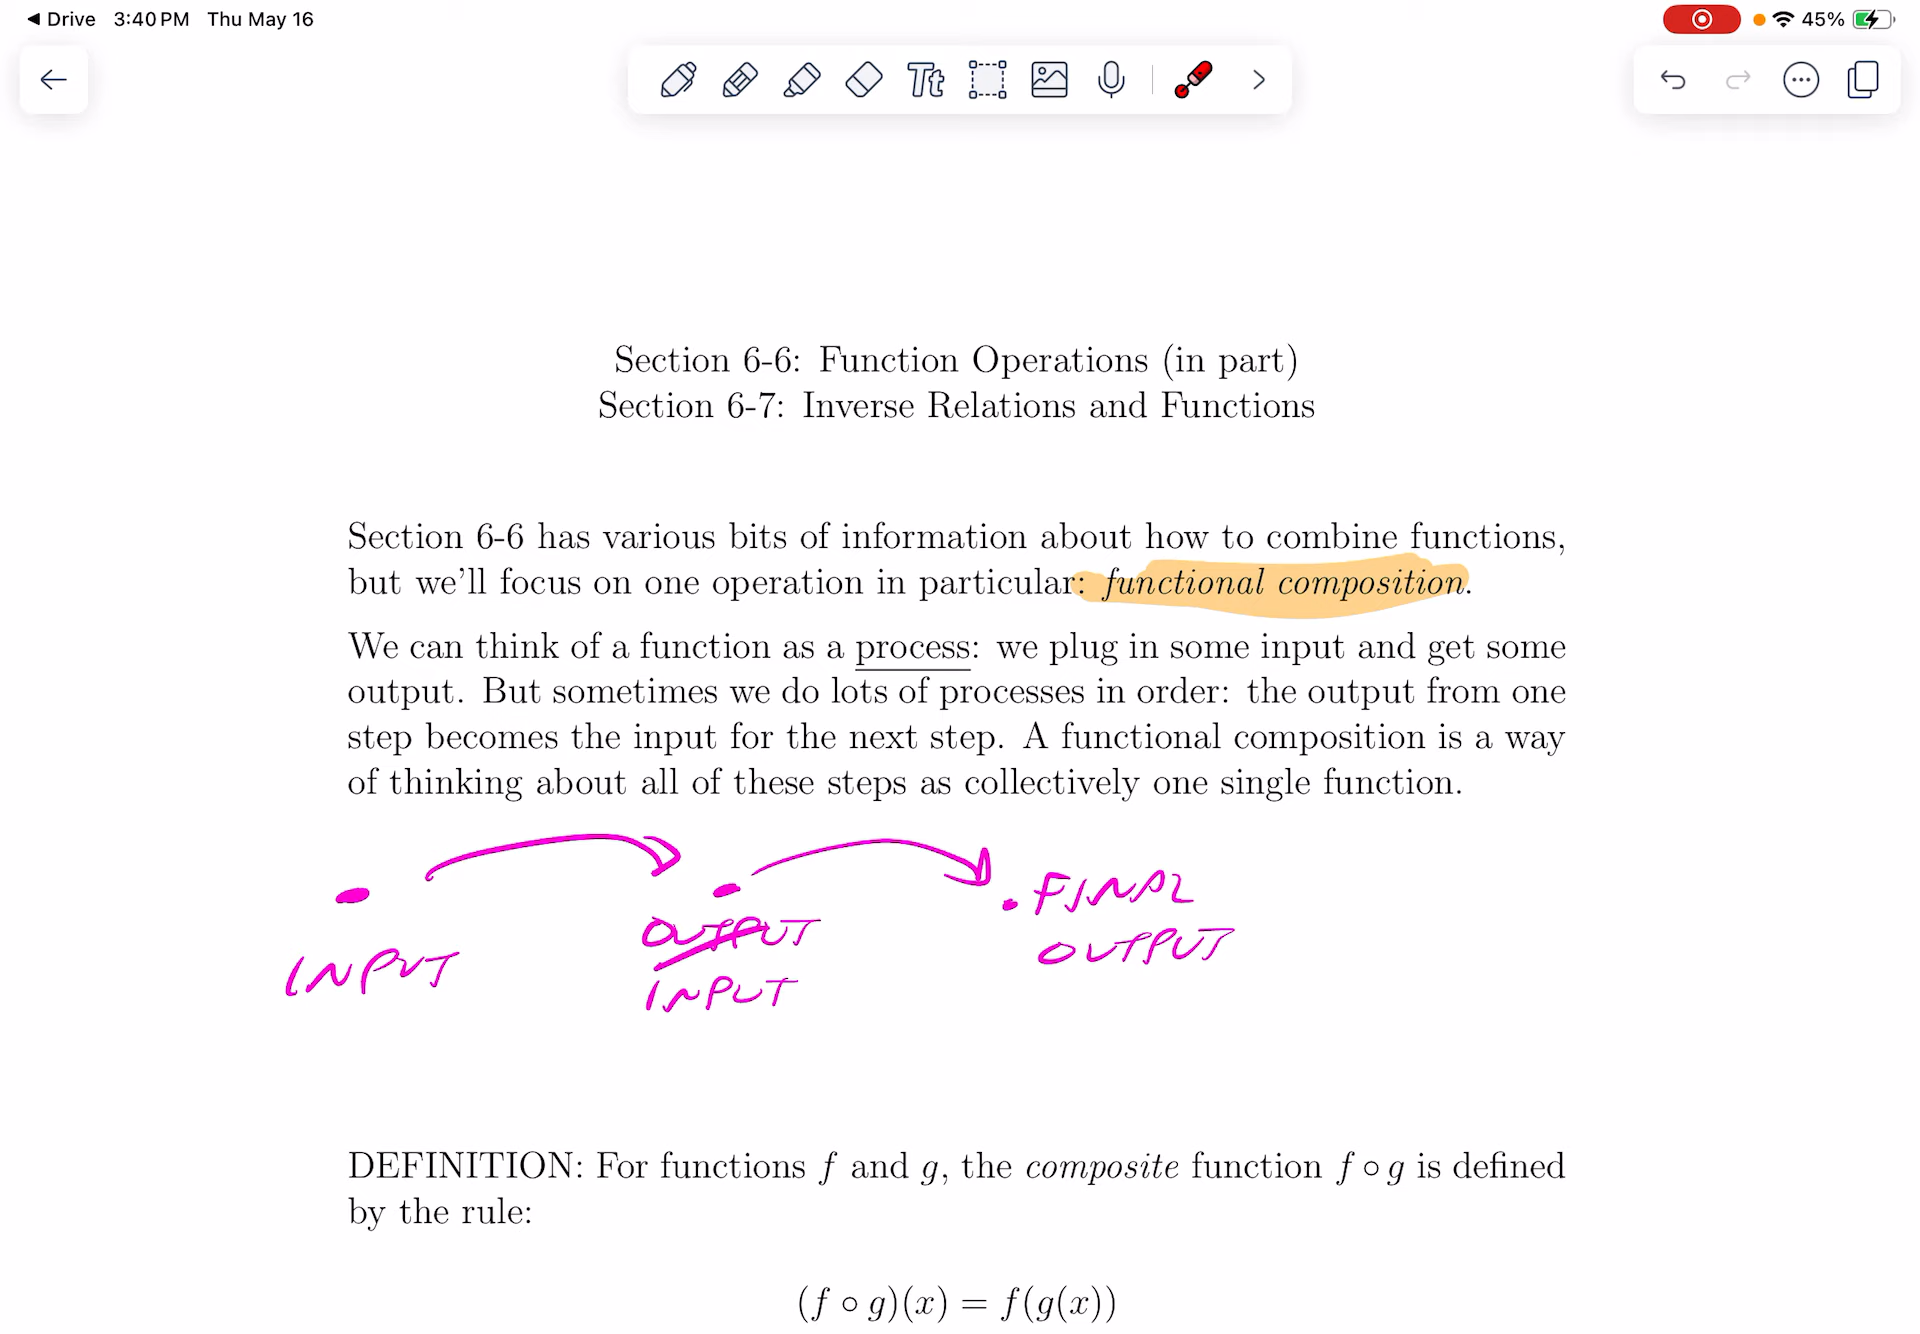 ◀ Drive 3:40 PM Thu May 16 45%
Tt
Section 6-6: Function Operations (in part)
Section 6-7: Inverse Relations and Functions
Section 6-6 has various bits of information about how to combine functions,
but we'll focus on one operation in particular: functional composition.
We can think of a function as a process: we plug in some input and get some
output. But sometimes we do lots of processes in order: the output from one
step becomes the input for the next step. A functional composition is a way
of thinking about all of these steps as collectively one single function.
INPUT
OUTPUT
INPUT
FINAL
OUTPUT
DEFINITION: For functions f and g, the composite function f ∘ g is defined
by the rule:
(f ∘ g)(x) = f(g(x))